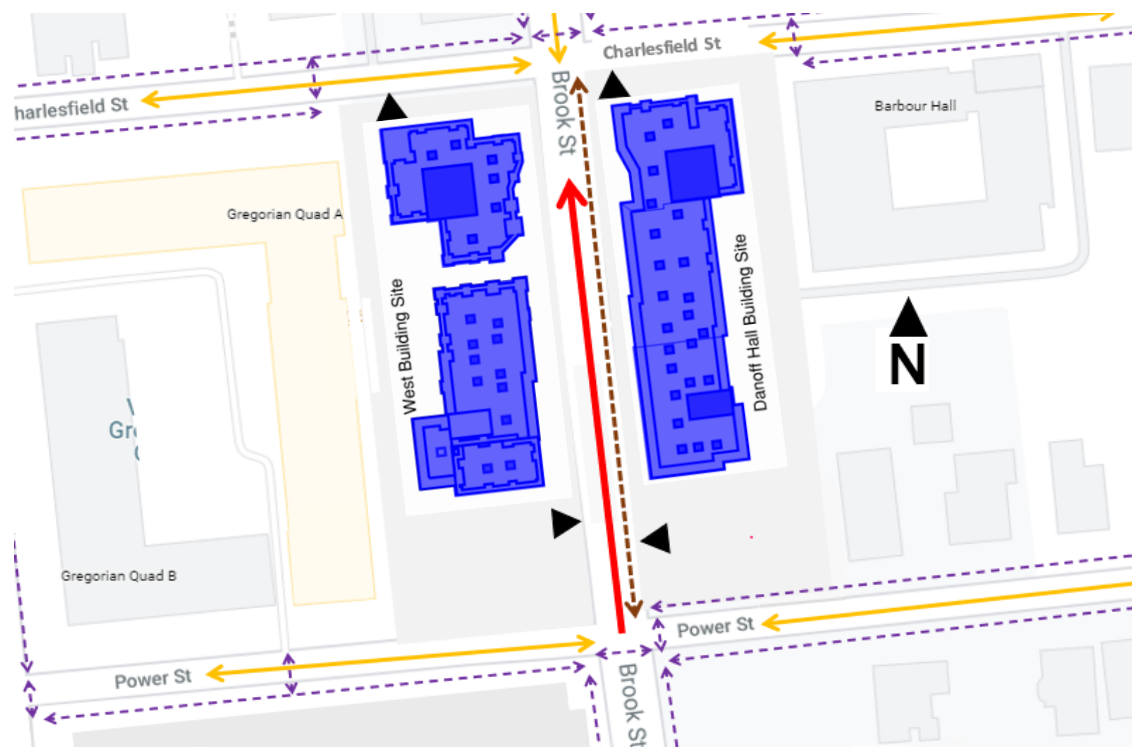 Charlesfield St
harlesfield St
Brook St
Barbour Hall
Gregorian Quad A
West Building Site
Danoff Hall Building Site
N
Gregorian Quad B
Power St
Power St
Brook St